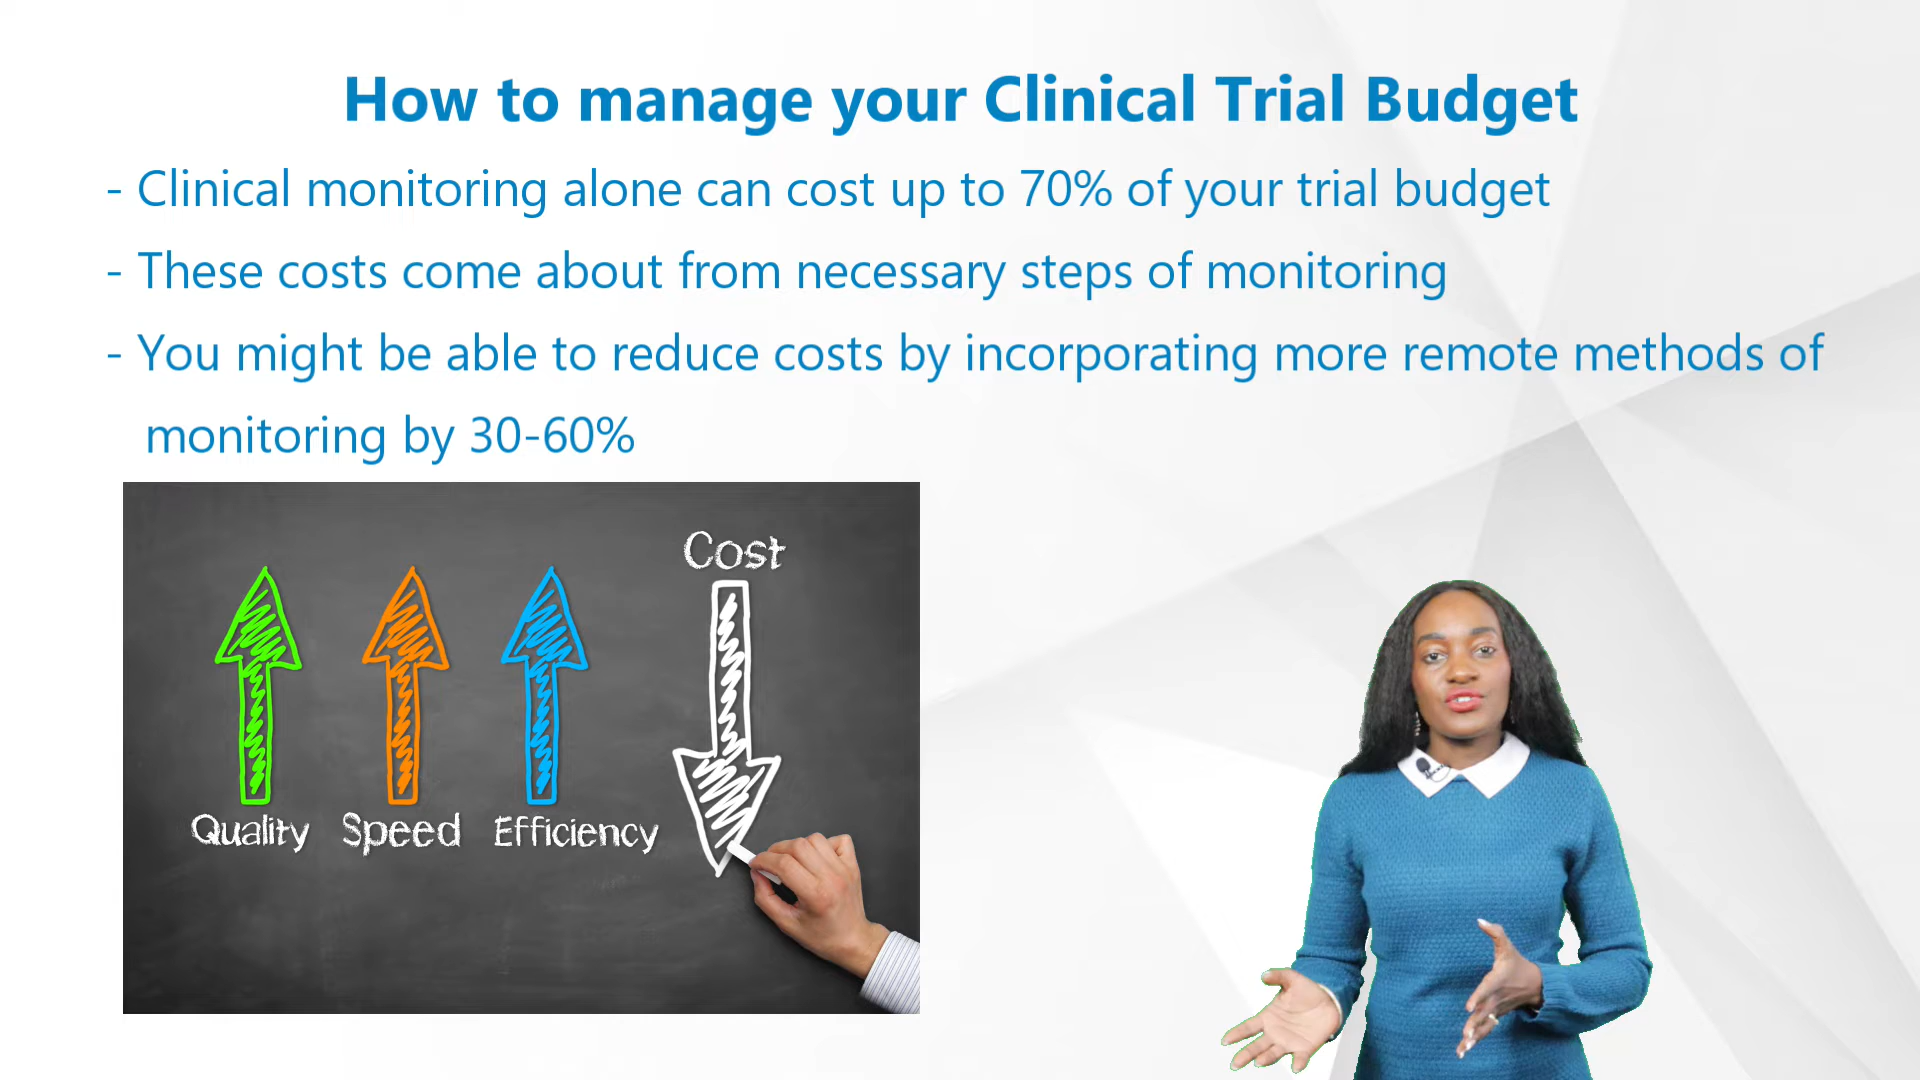 How to manage your Clinical Trial Budget
- Clinical monitoring alone can cost up to 70% of your trial budget
- These costs come about from necessary steps of monitoring
- You might be able to reduce costs by incorporating more remote methods of
monitoring by 30-60%
Cost
Quality Speed Efficiency